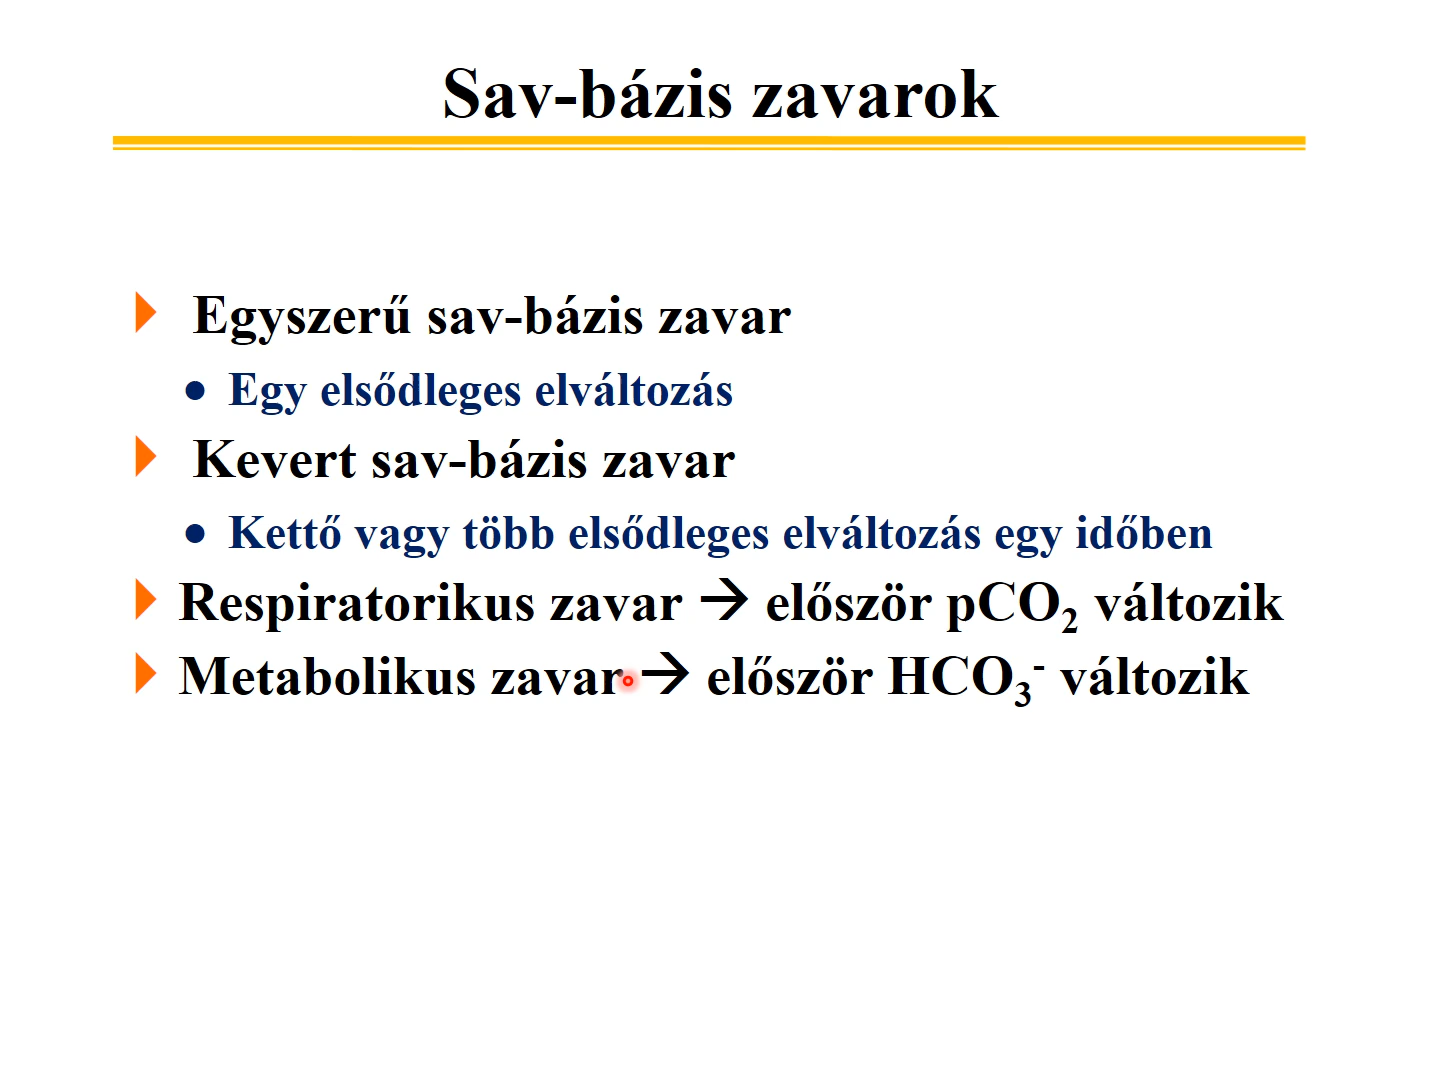 Sav-bázis zavarok
Egyszerű sav-bázis zavar
Egy elsődleges elváltozás
Kevert sav-bázis zavar
Kettő vagy több elsődleges elváltozás egy időben
Respiratorikus zavar → először pCO₂ változik
Metabolikus zavar → először HCO₃⁻ változik